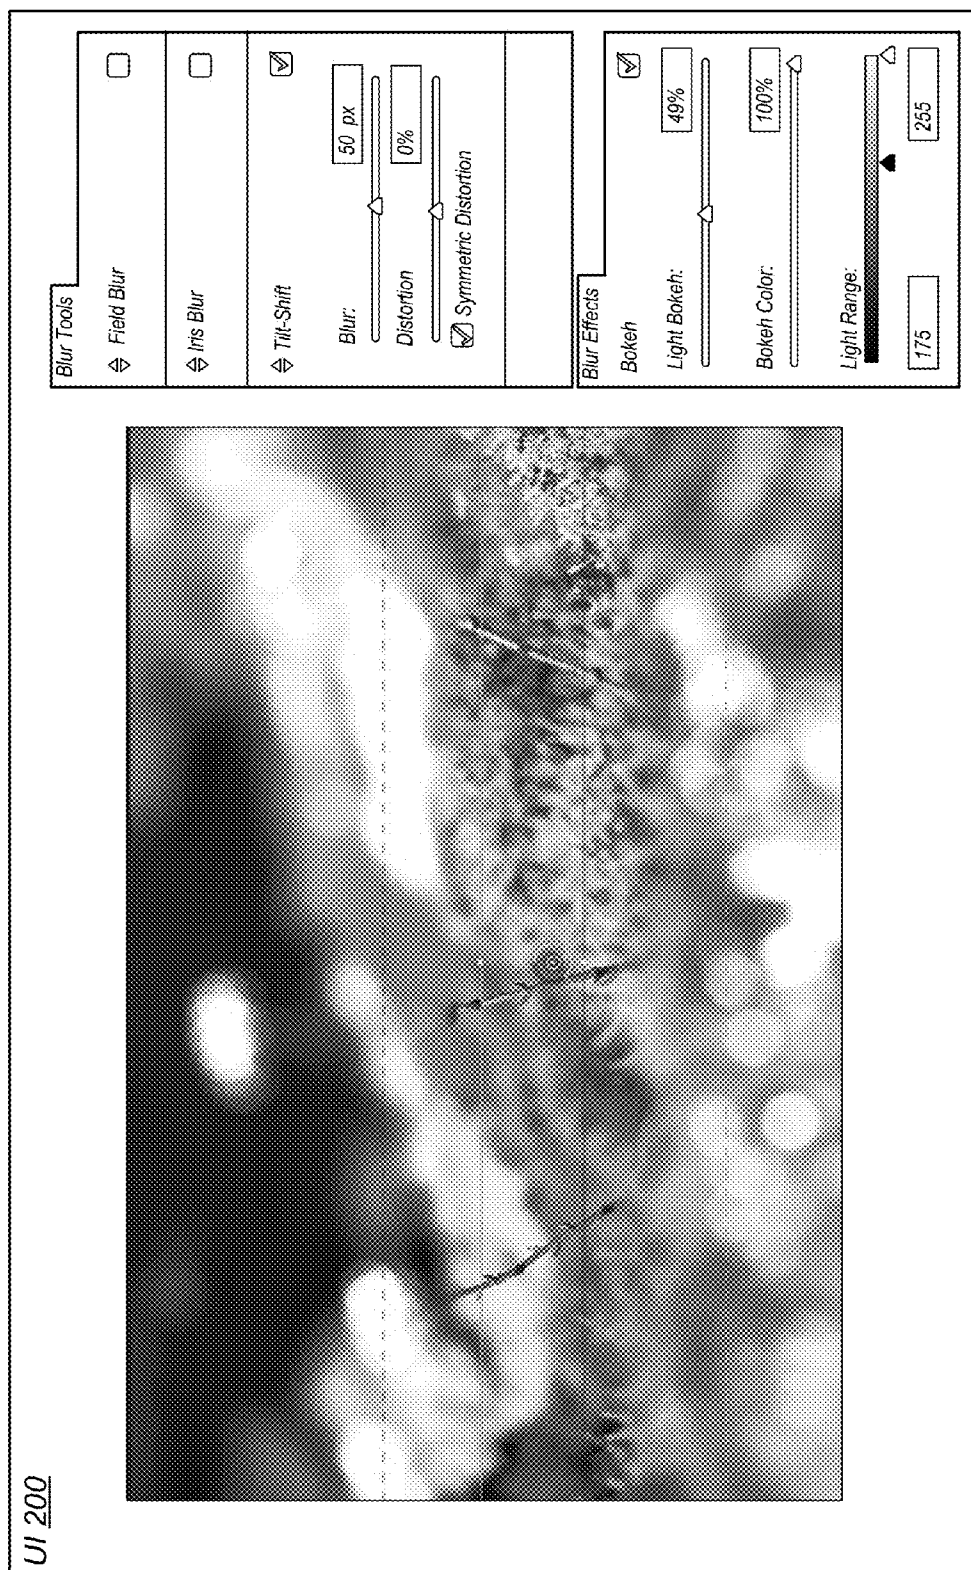 UI 200
Blur Tools
Field Blur
Iris Blur
Tilt-Shift
Blur: 50 px
Distortion 0%
Symmetric Distortion
Blur Effects
Bokeh
Light Bokeh: 49%
Bokeh Color: 100%
Light Range:
175 255